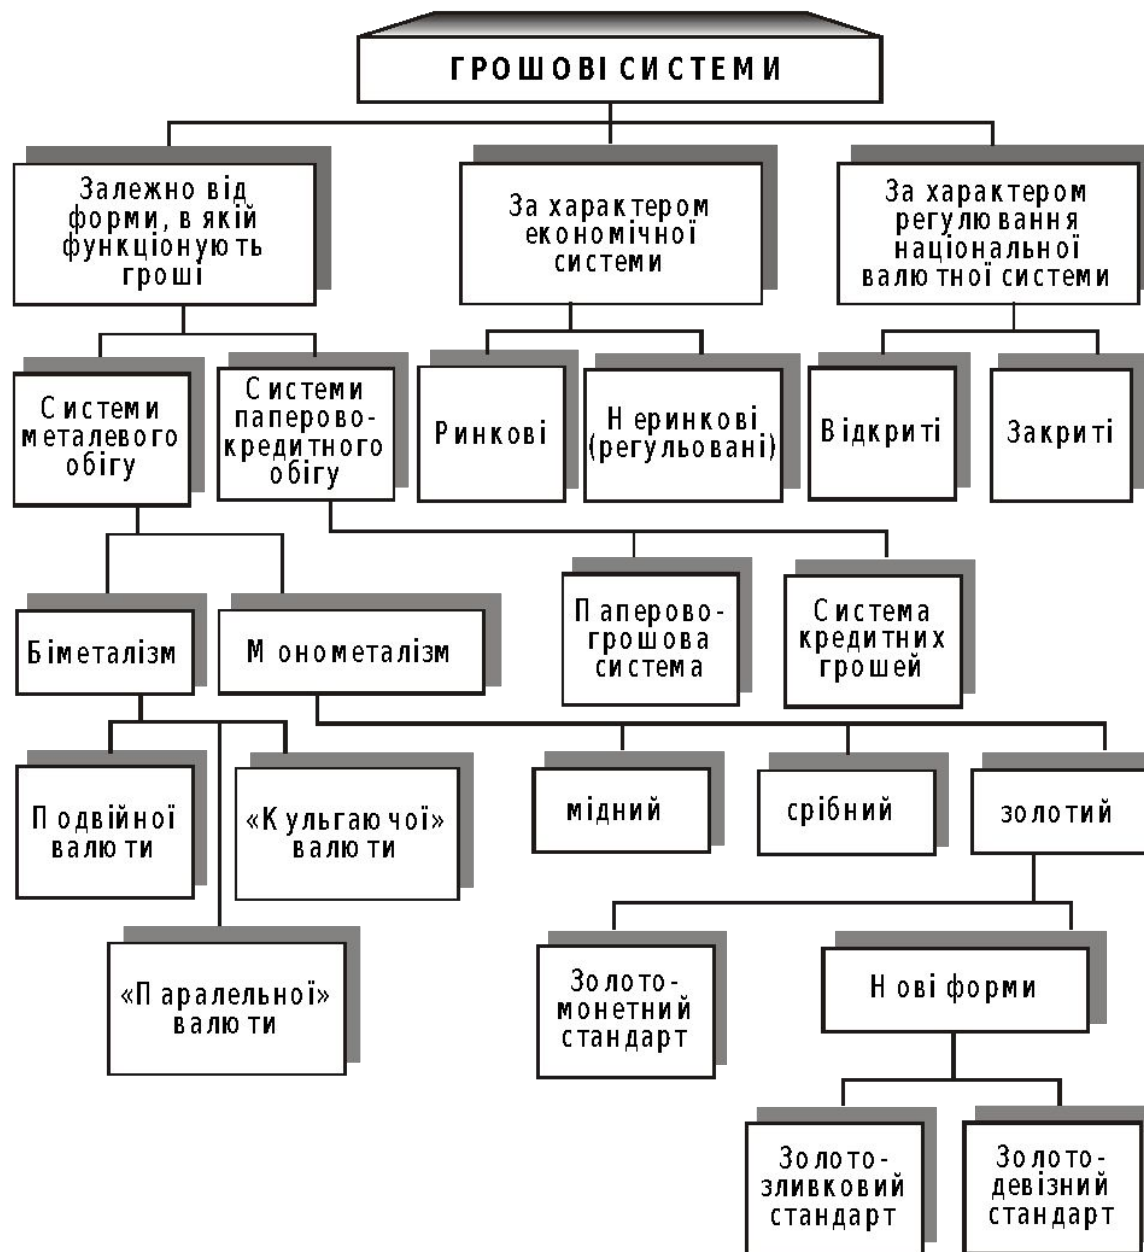 ГРОШОВІ СИСТЕМИ
Залежно від
форми, в якій
функціонують
гроші
За характером
економічної
системи
За характером
регулювання
національної
валютної системи
Системи
металевого
обігу
Системи
паперово-
кредитного
обігу
Ринкові
Неринкові
(регульовані)
Відкриті
Закриті
Біметалізм
Монометалізм
Паперово-
грошова
система
Система
кредитних
грошей
Подвійної
валюти
«Кульгаючої»
валюти
мідний
срібний
золотий
«Паралельної»
валюти
Золото-
монетний
стандарт
Нові форми
Золото-
зливковий
стандарт
Золото-
девізний
стандарт